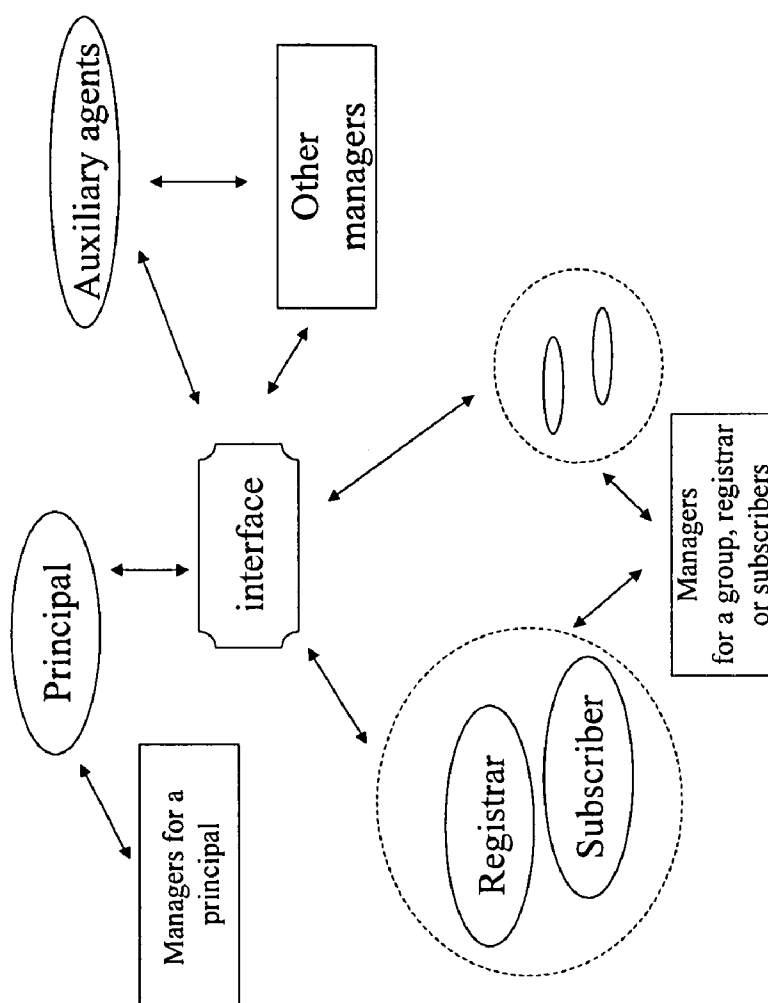 Principal
Auxiliary agents
Managers for a
principal
interface
Other
managers
Registrar
Subscriber
Managers
for a group, registrar
or subscribers